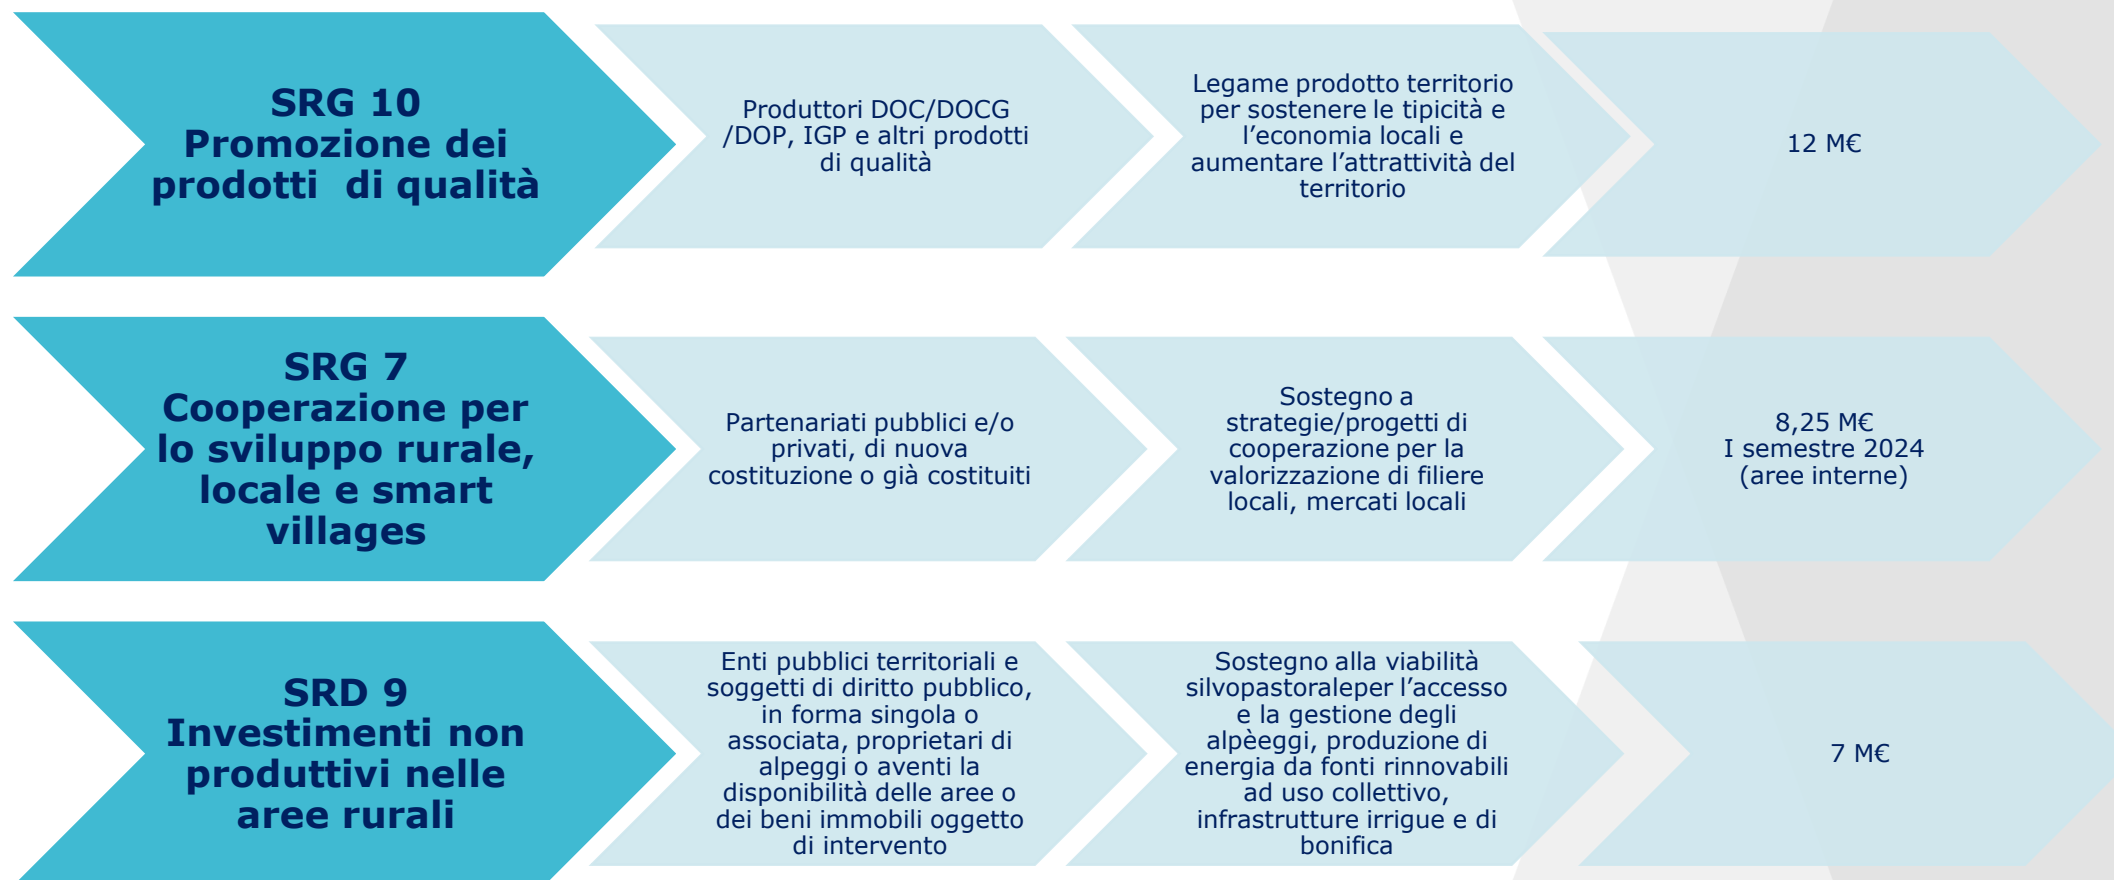 SRG 10
Promozione dei
prodotti  di qualità
Produttori DOC/DOCG
/DOP, IGP e altri prodotti
di qualità
Legame prodotto territorio
per sostenere le tipicità e
l’economia locali e
aumentare l’attrattività del
territorio
12 M€
SRG 7
Cooperazione per
lo sviluppo rurale,
locale e smart
villages
Partenariati pubblici e/o
privati, di nuova
costituzione o già costituiti
Sostegno a
strategie/progetti di
cooperazione per la
valorizzazione di filiere
locali, mercati locali
8,25 M€
I semestre 2024
(aree interne)
SRD 9
Investimenti non
produttivi nelle
aree rurali
Enti pubblici territoriali e
soggetti di diritto pubblico,
in forma singola o
associata, proprietari di
alpeggi o aventi la
disponibilità delle aree o
dei beni immobili oggetto
di intervento
Sostegno alla viabilità
silvopastoraleper l’accesso
e la gestione degli
alpèeggi, produzione di
energia da fonti rinnovabili
ad uso collettivo,
infrastrutture irrigue e di
bonifica
7 M€